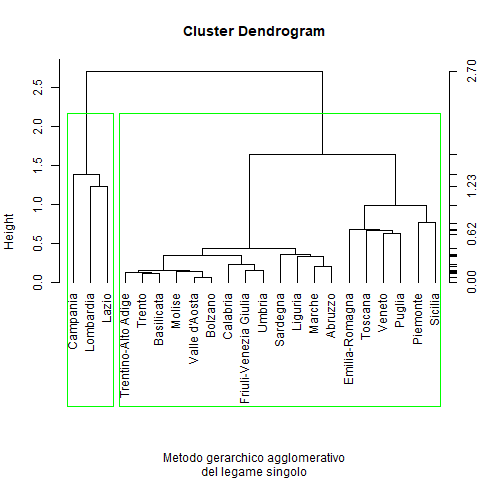 Cluster Dendrogram
Height
0.0
0.5
1.0
1.5
2.0
2.5
0.00
0.62
1.23
2.70
Campania
Lombardia
Lazio
Trentino-Alto Adige
Trento
Basilicata
Molise
Valle d'Aosta
Bolzano
Calabria
Friuli-Venezia Giulia
Umbria
Sardegna
Liguria
Marche
Abruzzo
Emilia-Romagna
Toscana
Veneto
Puglia
Piemonte
Sicilia
Metodo gerarchico agglomerativo
del legame singolo